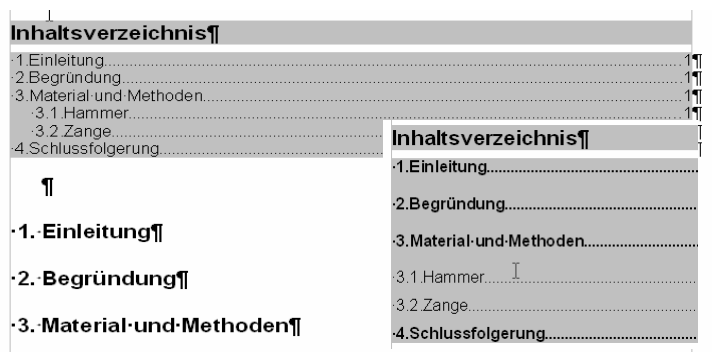 Inhaltsverzeichnis¶
·1.Einleitung..........1¶
·2.Begründung..........1¶
·3.Material·und·Methoden..........1¶
·3.1.Hammer..........1¶
·3.2.Zange..........
·4.Schlussfolgerung..........
¶
·1.·Einleitung¶
·2.·Begründung¶
·3.·Material·und·Methoden¶
Inhaltsverzeichnis¶
·1.Einleitung..........
·2.Begründung..........
·3.Material·und·Methoden..........
·3.1.Hammer..........
·3.2.Zange..........
·4.Schlussfolgerung..........